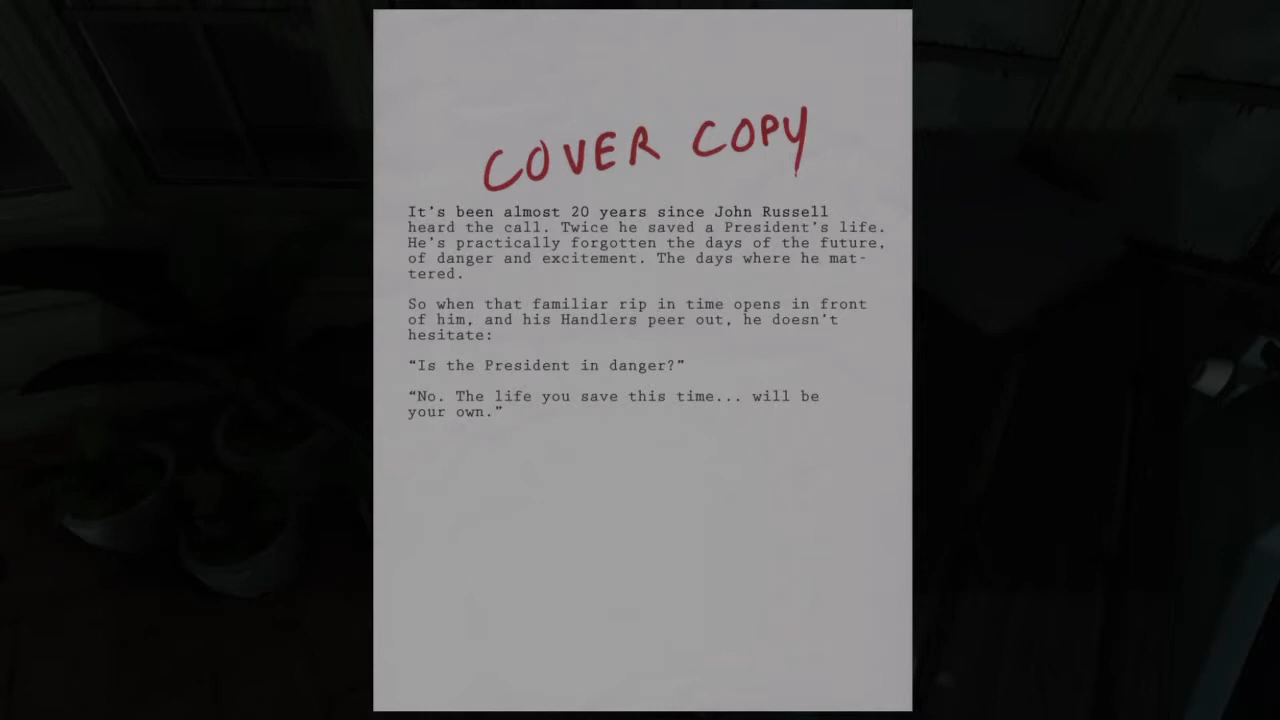 COVER COPY
It's been almost 20 years since John Russell
heard the call. Twice he saved a President's life.
He's practically forgotten the days of the future,
of danger and excitement. The days where he mat-
tered.
So when that familiar rip in time opens in front
of him, and his Handlers peer out, he doesn't
hesitate:
“Is the President in danger?”
“No. The life you save this time... will be
your own.”